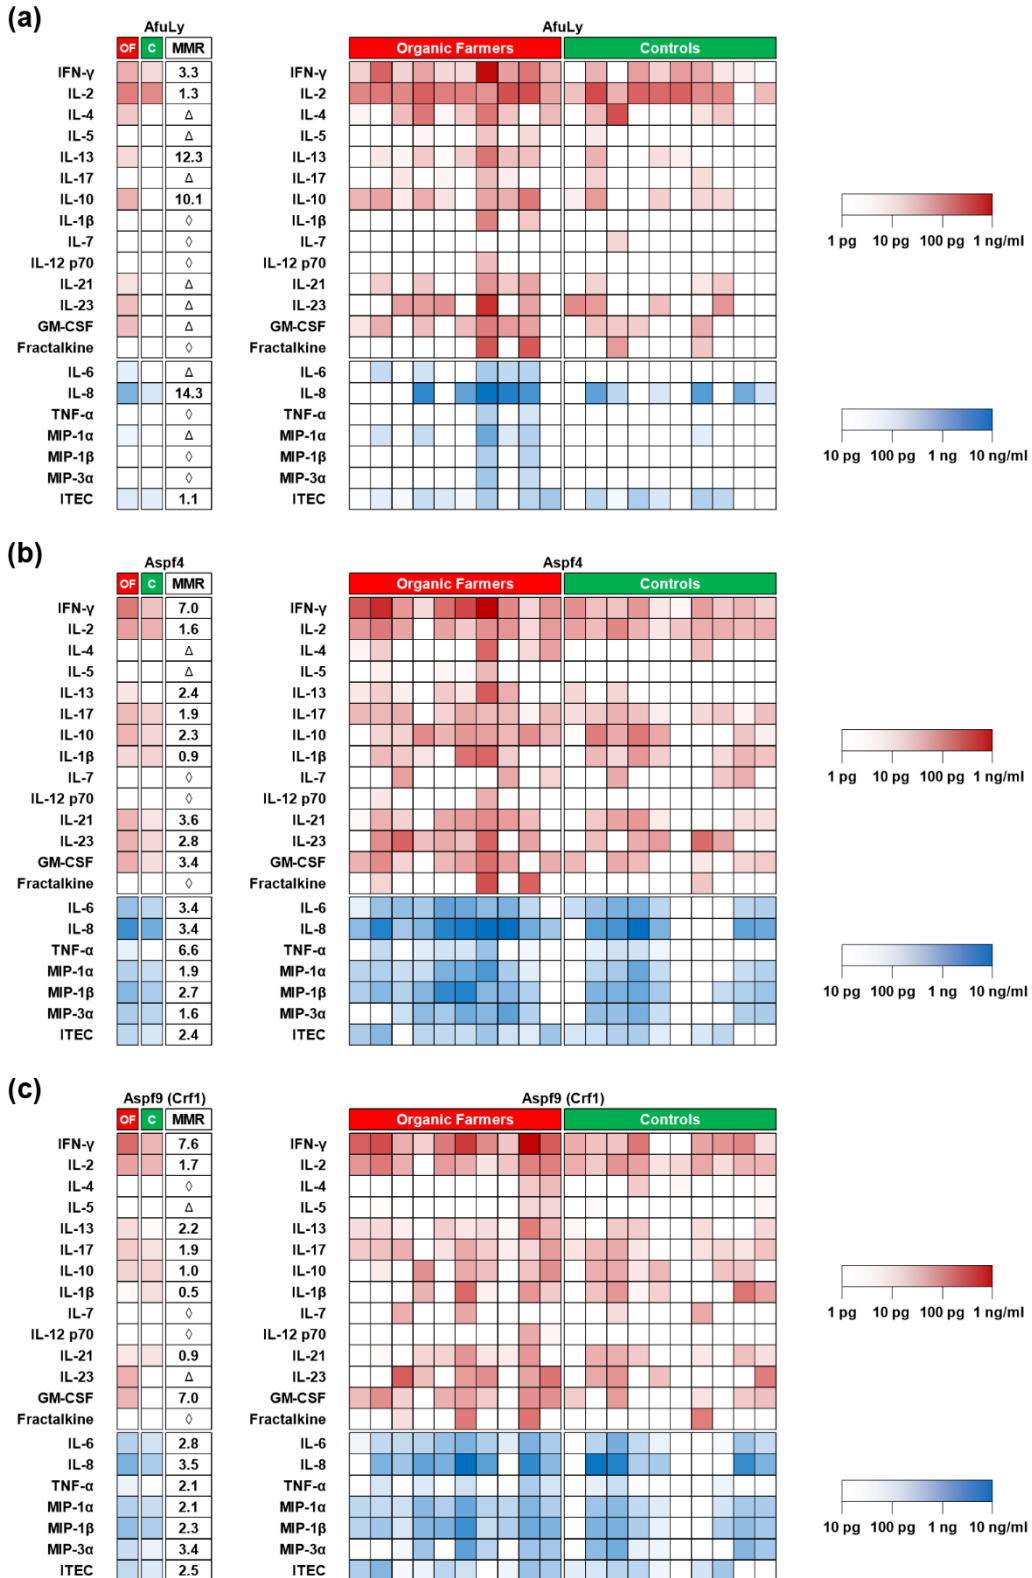 (a)
AfuLy AfuLy
OF C MMR Organic Farmers Controls
IFN-γ 3.3 IFN-γ
IL-2 1.3 IL-2
IL-4 Δ IL-4
IL-5 Δ IL-5
IL-13 12.3 IL-13
IL-17 Δ IL-17
IL-10 10.1 IL-10
IL-1β ◊ IL-1β
IL-7 ◊ IL-7
IL-12 p70 ◊ IL-12 p70
IL-21 Δ IL-21
IL-23 Δ IL-23
GM-CSF Δ GM-CSF
Fractalkine ◊ Fractalkine
1 pg 10 pg 100 pg 1 ng/ml
IL-6 Δ IL-6
IL-8 14.3 IL-8
TNF-α ◊ TNF-α
MIP-1α Δ MIP-1α
MIP-1β ◊ MIP-1β
MIP-3α ◊ MIP-3α
ITEC 1.1 ITEC
10 pg 100 pg 1 ng 10 ng/ml
(b)
Aspf4 Aspf4
OF C MMR Organic Farmers Controls
IFN-γ 7.0 IFN-γ
IL-2 1.6 IL-2
IL-4 Δ IL-4
IL-5 Δ IL-5
IL-13 2.4 IL-13
IL-17 1.9 IL-17
IL-10 2.3 IL-10
IL-1β 0.9 IL-1β
IL-7 ◊ IL-7
IL-12 p70 ◊ IL-12 p70
IL-21 3.6 IL-21
IL-23 2.8 IL-23
GM-CSF 3.4 GM-CSF
Fractalkine ◊ Fractalkine
1 pg 10 pg 100 pg 1 ng/ml
IL-6 3.4 IL-6
IL-8 3.4 IL-8
TNF-α 6.6 TNF-α
MIP-1α 1.9 MIP-1α
MIP-1β 2.7 MIP-1β
MIP-3α 1.6 MIP-3α
ITEC 2.4 ITEC
10 pg 100 pg 1 ng 10 ng/ml
(c)
Aspf9 (Crf1) Aspf9 (Crf1)
OF C MMR Organic Farmers Controls
IFN-γ 7.6 IFN-γ
IL-2 1.7 IL-2
IL-4 ◊ IL-4
IL-5 Δ IL-5
IL-13 2.2 IL-13
IL-17 1.9 IL-17
IL-10 1.0 IL-10
IL-1β 0.5 IL-1β
IL-7 ◊ IL-7
IL-12 p70 ◊ IL-12 p70
IL-21 0.9 IL-21
IL-23 Δ IL-23
GM-CSF 7.0 GM-CSF
Fractalkine ◊ Fractalkine
1 pg 10 pg 100 pg 1 ng/ml
IL-6 2.8 IL-6
IL-8 3.5 IL-8
TNF-α 2.1 TNF-α
MIP-1α 2.1 MIP-1α
MIP-1β 2.3 MIP-1β
MIP-3α 3.4 MIP-3α
ITEC 2.5 ITEC
10 pg 100 pg 1 ng 10 ng/ml